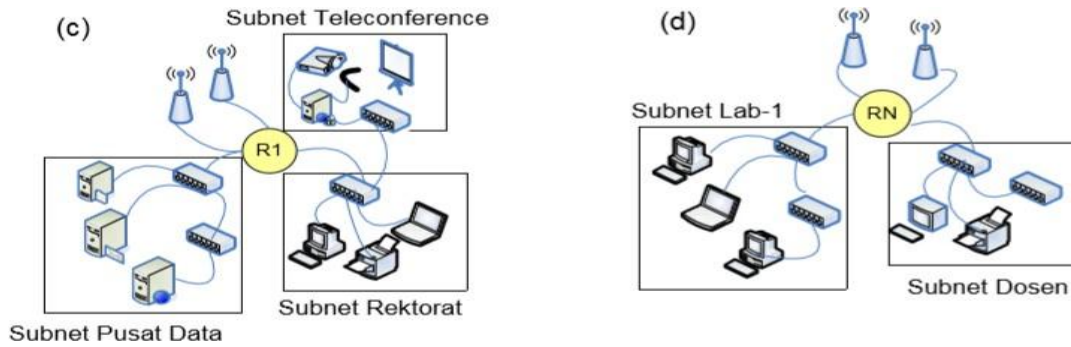 (c)
Subnet Teleconference
R1
Subnet Rektorat
Subnet Pusat Data
(d)
Subnet Lab-1
RN
Subnet Dosen